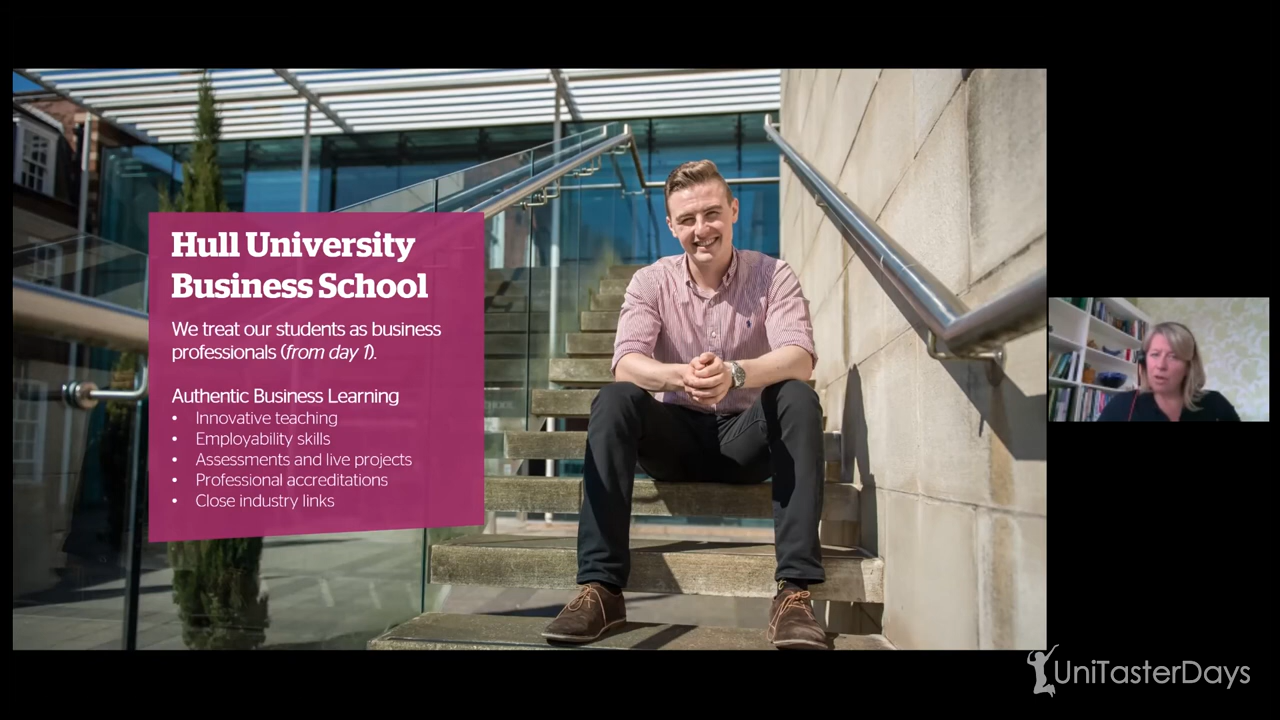 Hull University
Business School
We treat our students as business
professionals (from day 1).
Authentic Business Learning
• Innovative teaching
• Employability skills
• Assessments and live projects
• Professional accreditations
• Close industry links
UniTasterDays